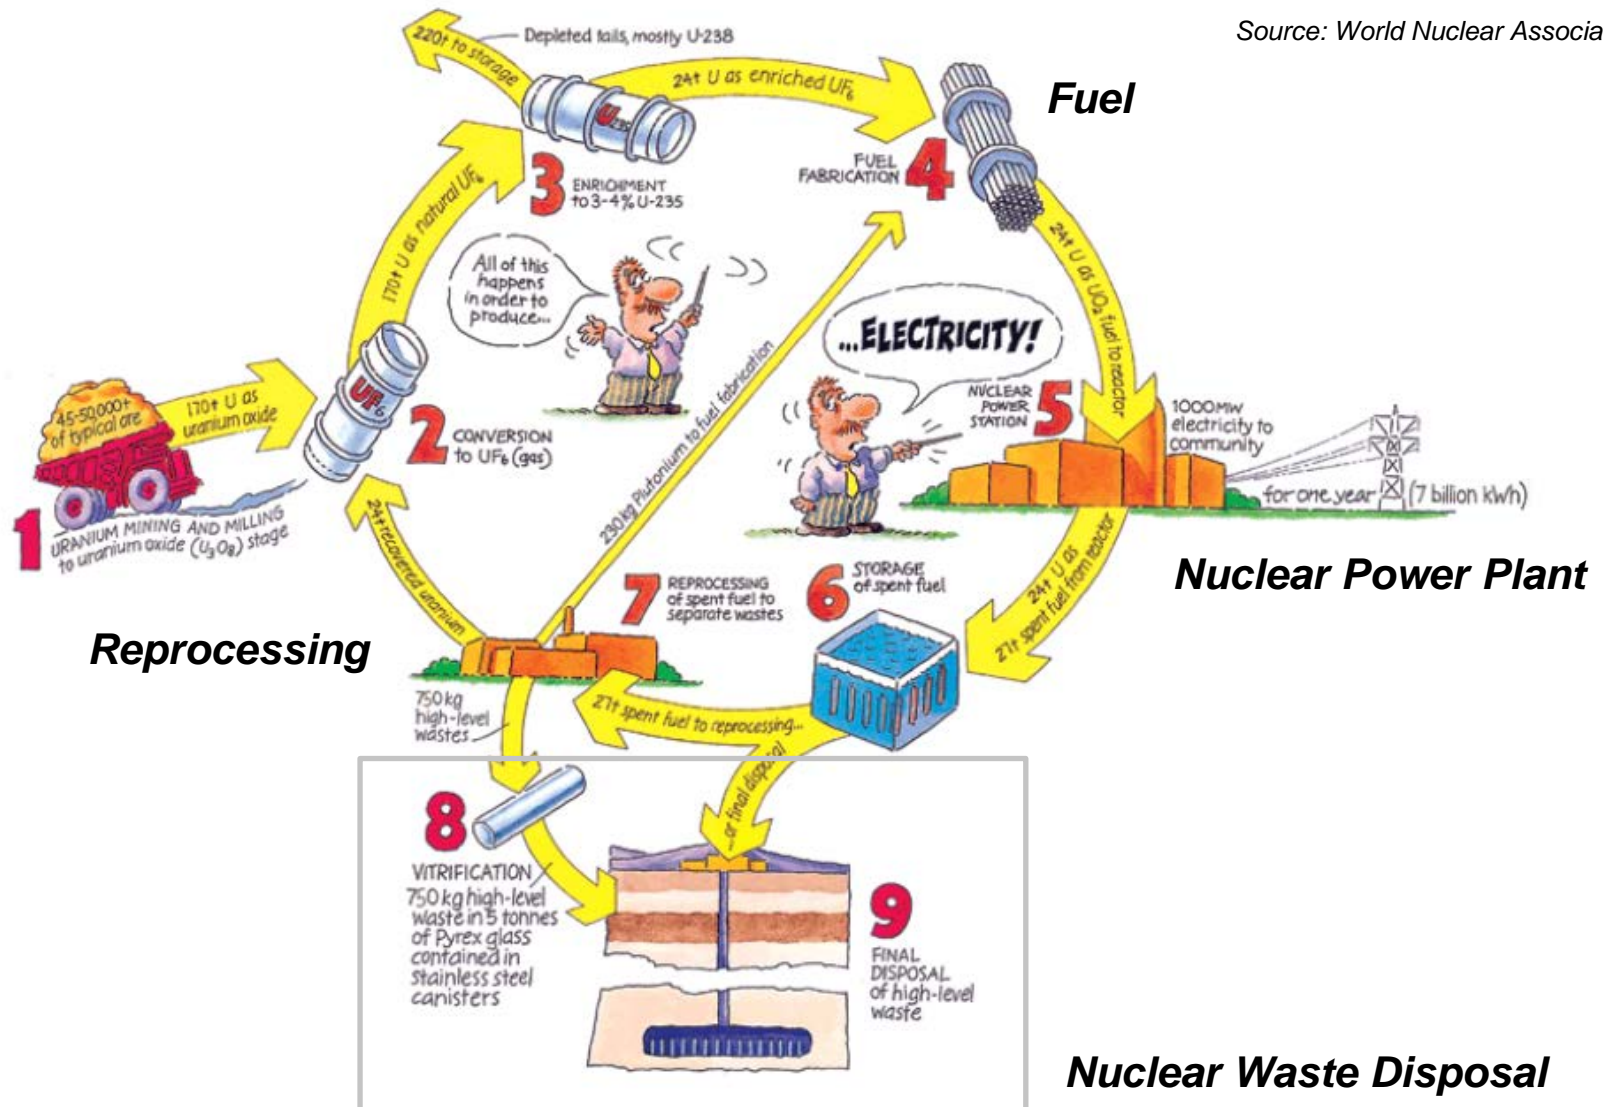 Source: World Nuclear Associa
220t to storage
Depleted tails, mostly U-238
24t U as enriched UF₆
Fuel
3
ENRICHMENT
to 3-4% U-235
FUEL
FABRICATION
4
170t U as natural UF₆
24t U as UO₂ fuel to reactor
All of this
happens
in order to
produce...
...ELECTRICITY!
45-50,000t
of typical ore
170t U as
uranium oxide
UF₆
2
CONVERSION
to UF₆ (gas)
230kg Plutonium to fuel fabrication
NUCLEAR
POWER
STATION
5
1000MW
electricity to
community
for one year
(7 billion kWh)
1
URANIUM MINING AND MILLING
to uranium oxide (U₃O₈) stage
24t recovered uranium
24t U as
27t spent fuel from reactor
Nuclear Power Plant
7
REPROCESSING
of spent fuel to
separate wastes
6
STORAGE
of spent fuel
Reprocessing
750 kg
high-level
wastes
27t spent fuel to reprocessing...
...or final disposal
8
VITRIFICATION
750 kg high-level
waste in 5 tonnes
of Pyrex glass
contained in
stainless steel
canisters
9
FINAL
DISPOSAL
of high-level
waste
Nuclear Waste Disposal